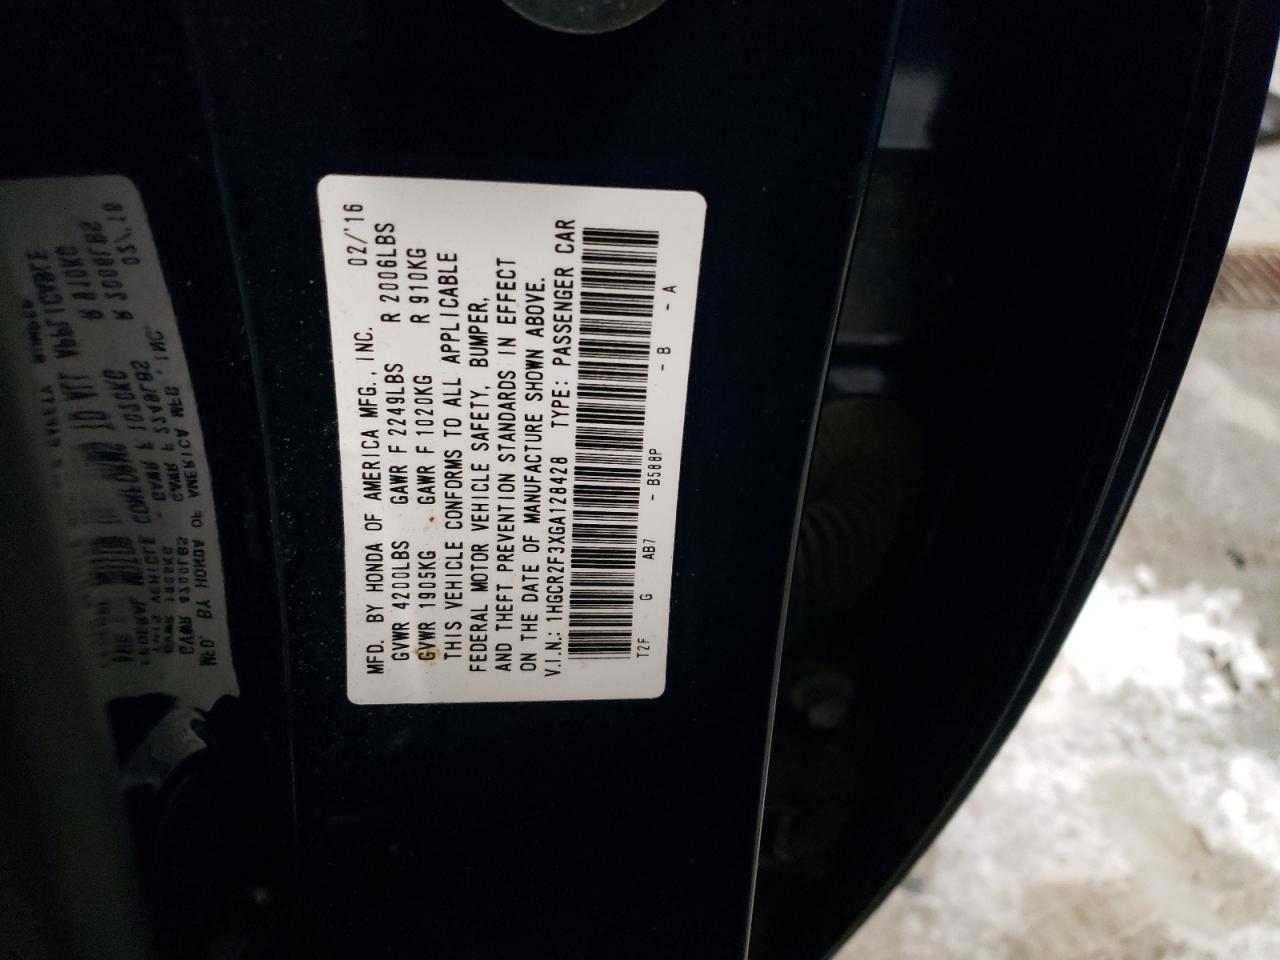 MFD. BY HONDA OF AMERICA MFG., INC. 02/'16
GVWR 4200LBS GAWR F 2249LBS R 2006LBS
GVWR 1905KG GAWR F 1020KG R 910KG
THIS VEHICLE CONFORMS TO ALL APPLICABLE
FEDERAL MOTOR VEHICLE SAFETY, BUMPER,
AND THEFT PREVENTION STANDARDS IN EFFECT
ON THE DATE OF MANUFACTURE SHOWN ABOVE.
V.I.N.: 1HGCR2F3XGA128428 TYPE: PASSENGER CAR
T2F G AB7 - B588P - B - A